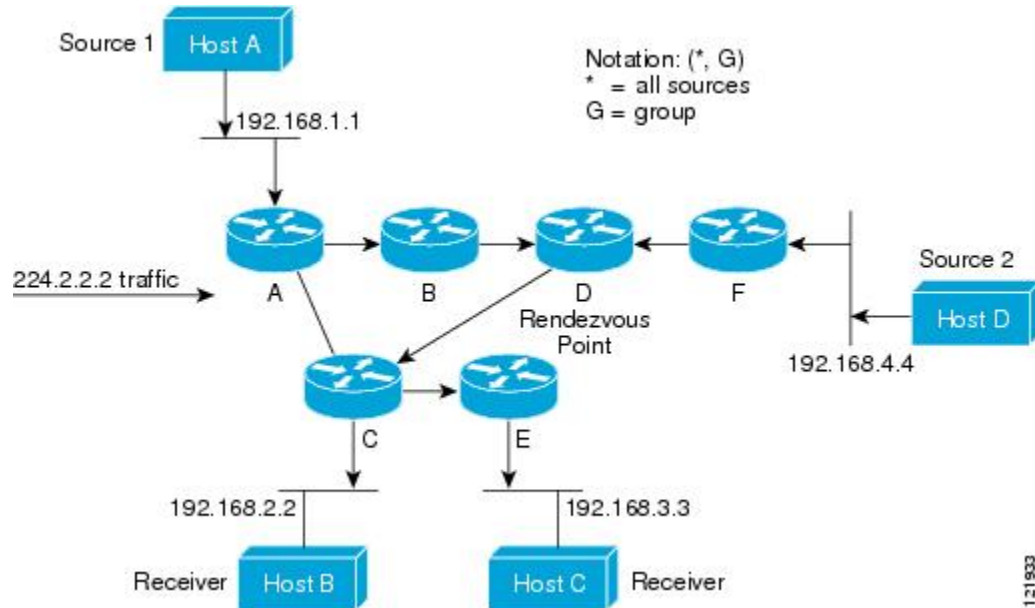 Source 1
Host A
Notation: (*, G)
* = all sources
G = group
192.168.1.1
224.2.2.2 traffic
A
B
D
F
Rendezvous
Point
Source 2
Host D
192.168.4.4
C
E
192.168.2.2
192.168.3.3
Receiver
Host B
Host C
Receiver
121933